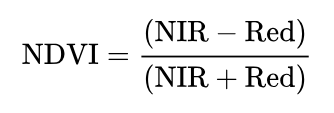 NDVI = (NIR − Red) / (NIR + Red)